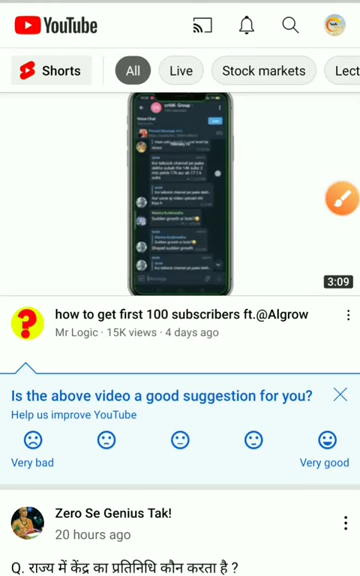 YouTube
Shorts
All
Live
Stock markets
Lect
3:09
how to get first 100 subscribers ft.@Algrow
Mr Logic · 15K views · 4 days ago
Is the above video a good suggestion for you?
Help us improve YouTube
Very bad
Very good
Zero Se Genius Tak!
20 hours ago
Q. राज्य में केंद्र का प्रतिनिधि कौन करता है ?